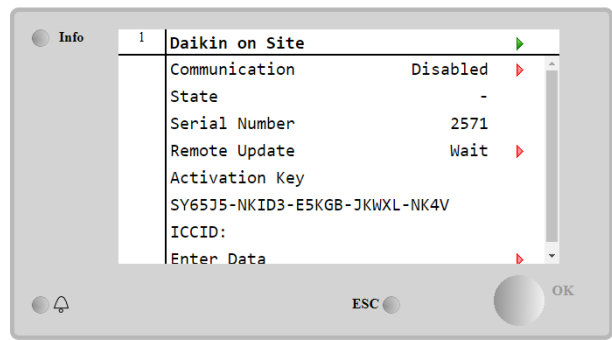 Info
1 Daikin on Site
Communication Disabled
State -
Serial Number 2571
Remote Update Wait
Activation Key
SY65J5-NKID3-E5KGB-JKWXL-NK4V
ICCID:
Enter Data
ESC
OK